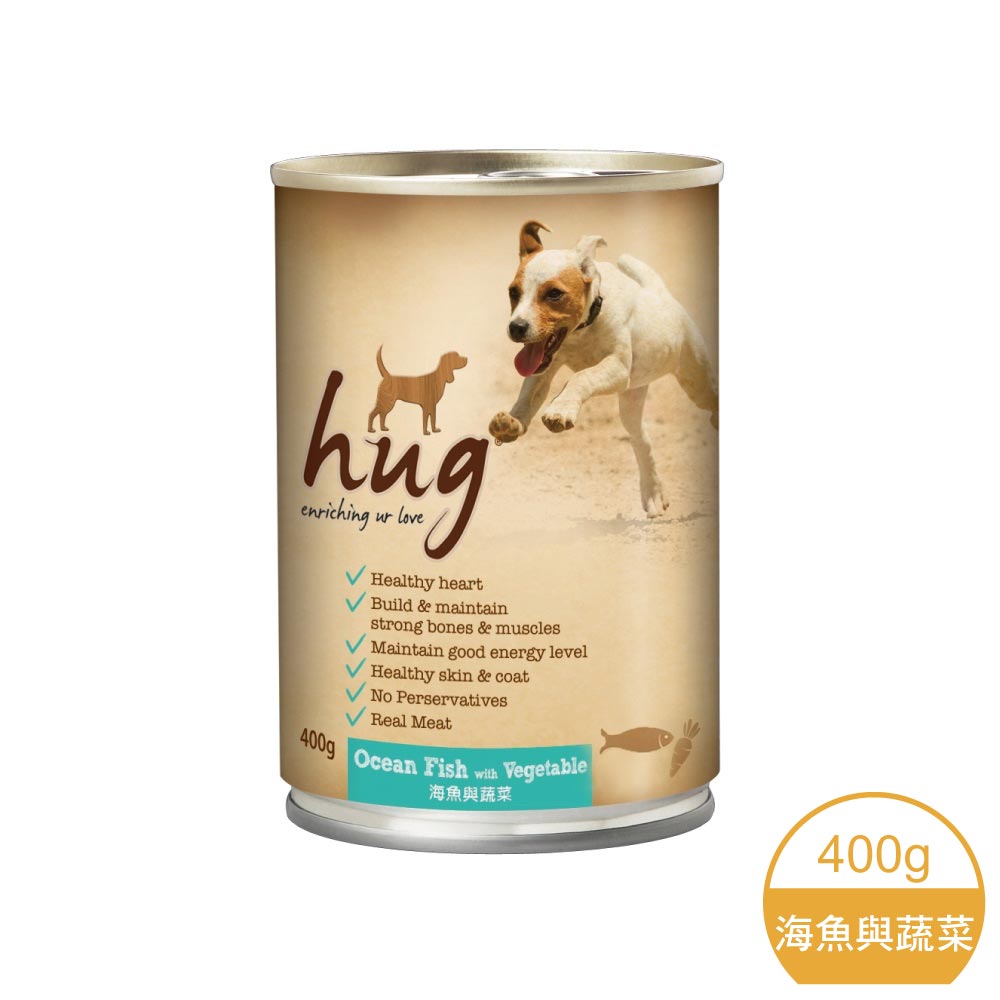 hug®
enriching ur love
Healthy heart
Build & maintain
strong bones & muscles
Maintain good energy level
Healthy skin & coat
No Perservatives
Real Meat
400g
Ocean Fish with Vegetable
海魚與蔬菜
400g
海魚與蔬菜